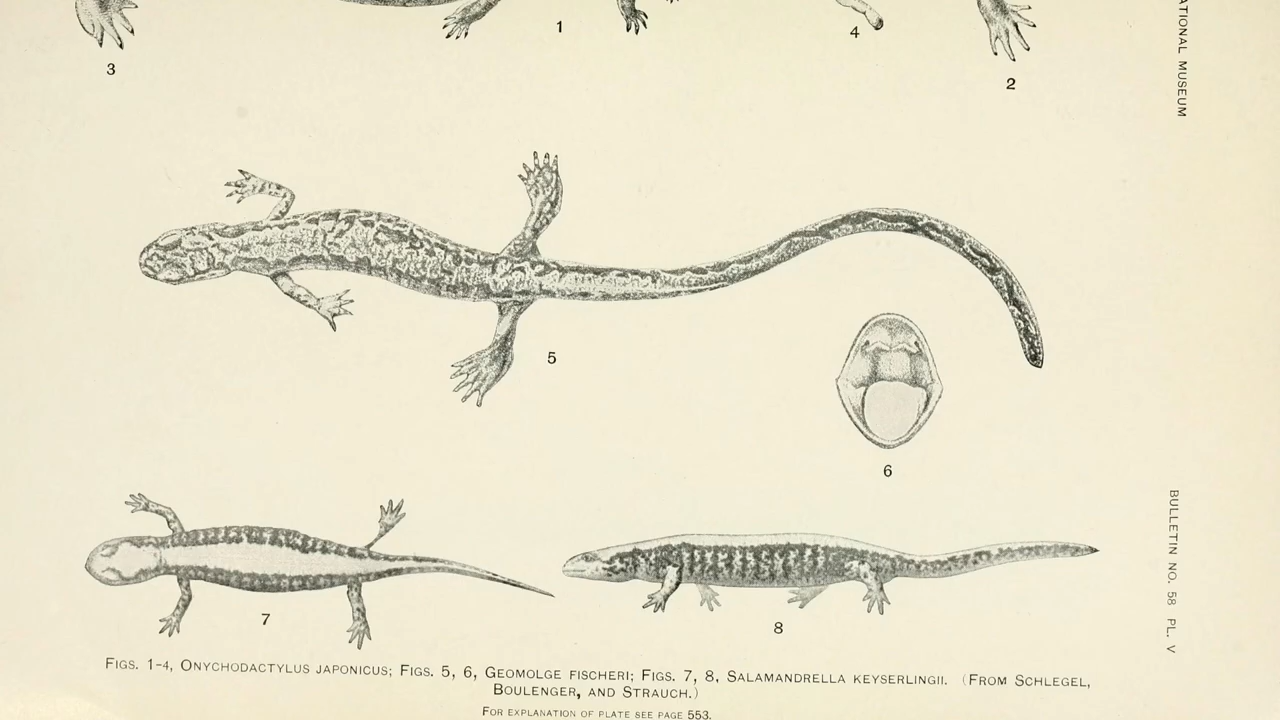 1
4
3
2
ATIONAL MUSEUM
5
6
7
8
BULLETIN NO. 58 PL. V
FIGS. 1-4, ONYCHODACTYLUS JAPONICUS; FIGS. 5, 6, GEOMOLGE FISCHERI; FIGS. 7, 8, SALAMANDRELLA KEYSERLINGII. (FROM SCHLEGEL,
BOULENGER, AND STRAUCH.)
FOR EXPLANATION OF PLATE SEE PAGE 553.